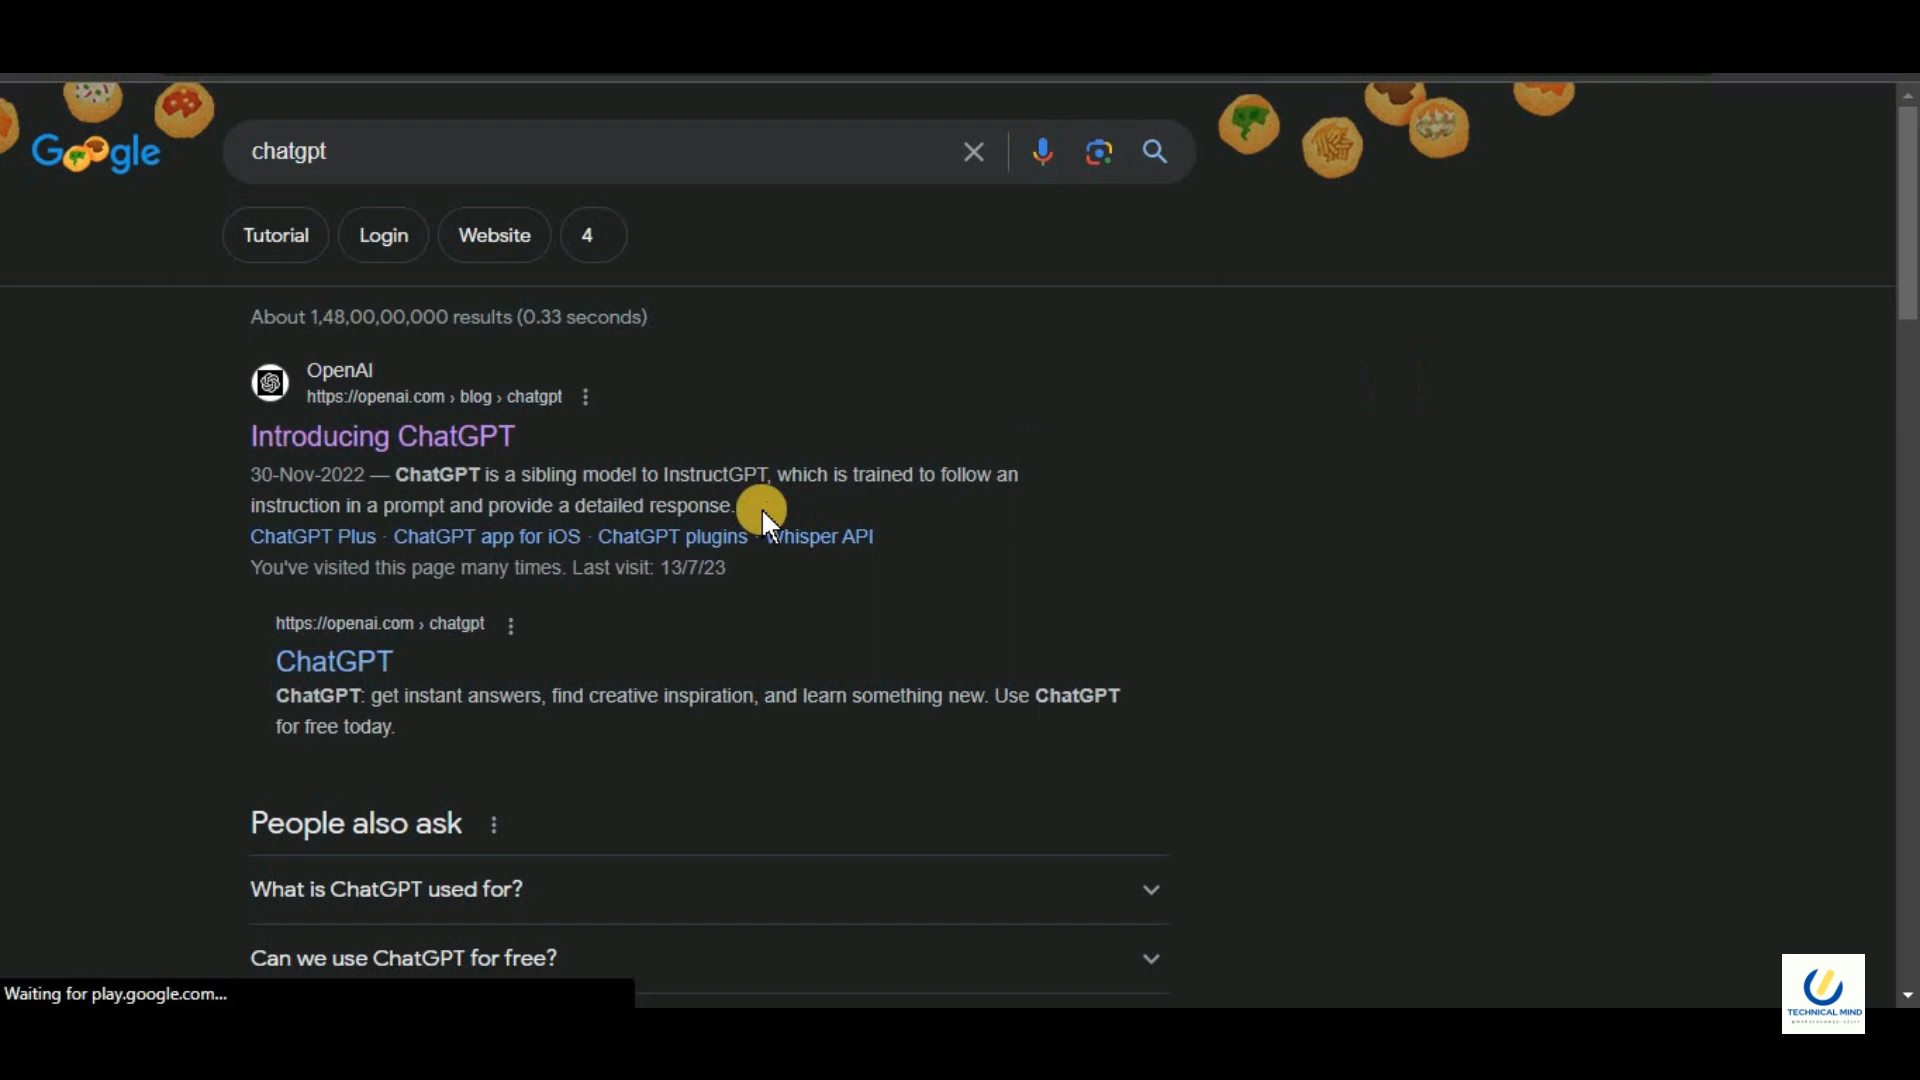 Google
chatgpt
Tutorial
Login
Website
4
About 1,48,00,00,000 results (0.33 seconds)
OpenAI
https://openai.com › blog › chatgpt
Introducing ChatGPT
30-Nov-2022 — ChatGPT is a sibling model to InstructGPT, which is trained to follow an
instruction in a prompt and provide a detailed response.
ChatGPT Plus · ChatGPT app for iOS · ChatGPT plugins · Whisper API
You've visited this page many times. Last visit: 13/7/23
https://openai.com › chatgpt
ChatGPT
ChatGPT: get instant answers, find creative inspiration, and learn something new. Use ChatGPT
for free today.
People also ask
What is ChatGPT used for?
Can we use ChatGPT for free?
Waiting for play.google.com...
TECHNICAL MIND